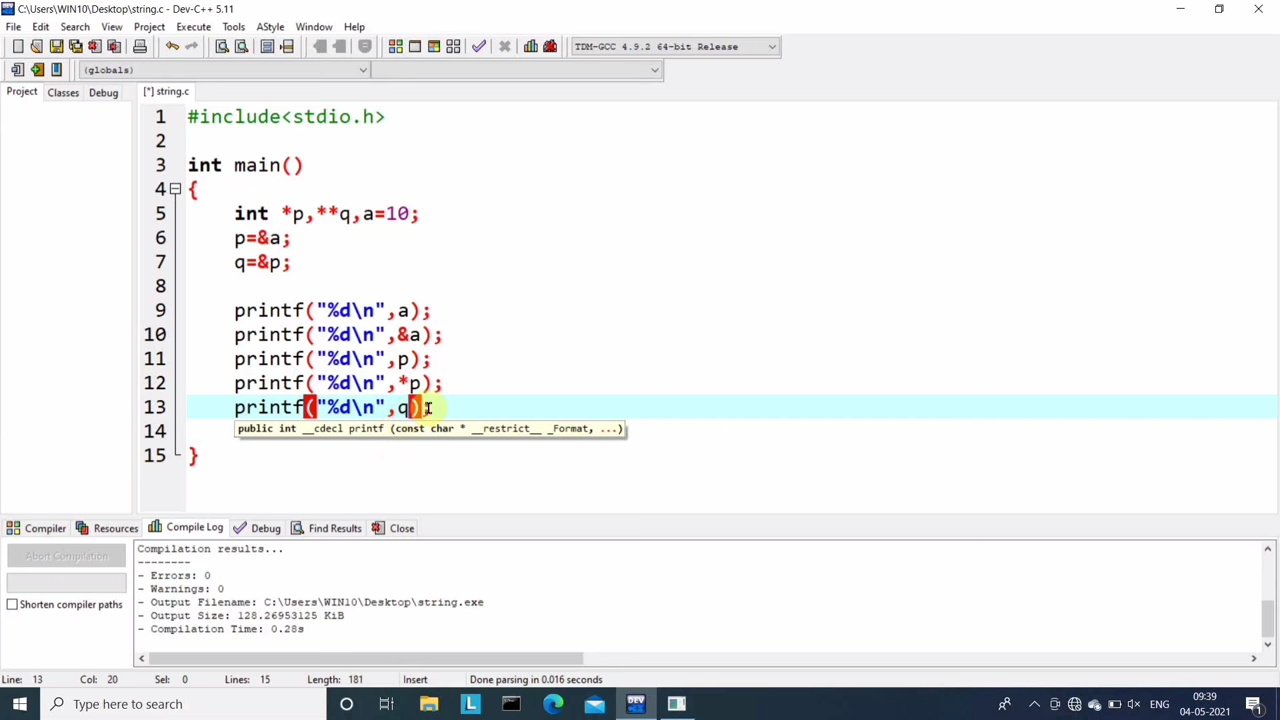 C:\Users\WIN10\Desktop\string.c - Dev-C++ 5.11
File Edit Search View Project Execute Tools AStyle Window Help
TDM-GCC 4.9.2 64-bit Release
(globals)
Project Classes Debug [*] string.c
1 #include<stdio.h>
2
3 int main()
4 {
5 int *p,**q,a=10;
6 p=&a;
7 q=&p;
8
9 printf("%d\n",a);
10 printf("%d\n",&a);
11 printf("%d\n",p);
12 printf("%d\n",*p);
13 printf("%d\n",q);
public int __cdecl printf (const char * __restrict__ _Format, ...)
14
15 }
Compiler Resources Compile Log Debug Find Results Close
Abort Compilation
Shorten compiler paths
Compilation results...
--------
- Errors: 0
- Warnings: 0
- Output Filename: C:\Users\WIN10\Desktop\string.exe
- Output Size: 128.26953125 KiB
- Compilation Time: 0.28s
Line: 13 Col: 20 Sel: 0 Lines: 15 Length: 181 Insert Done parsing in 0.016 seconds
Type here to search
L
DEV
ENG
09:39
04-05-2021
1